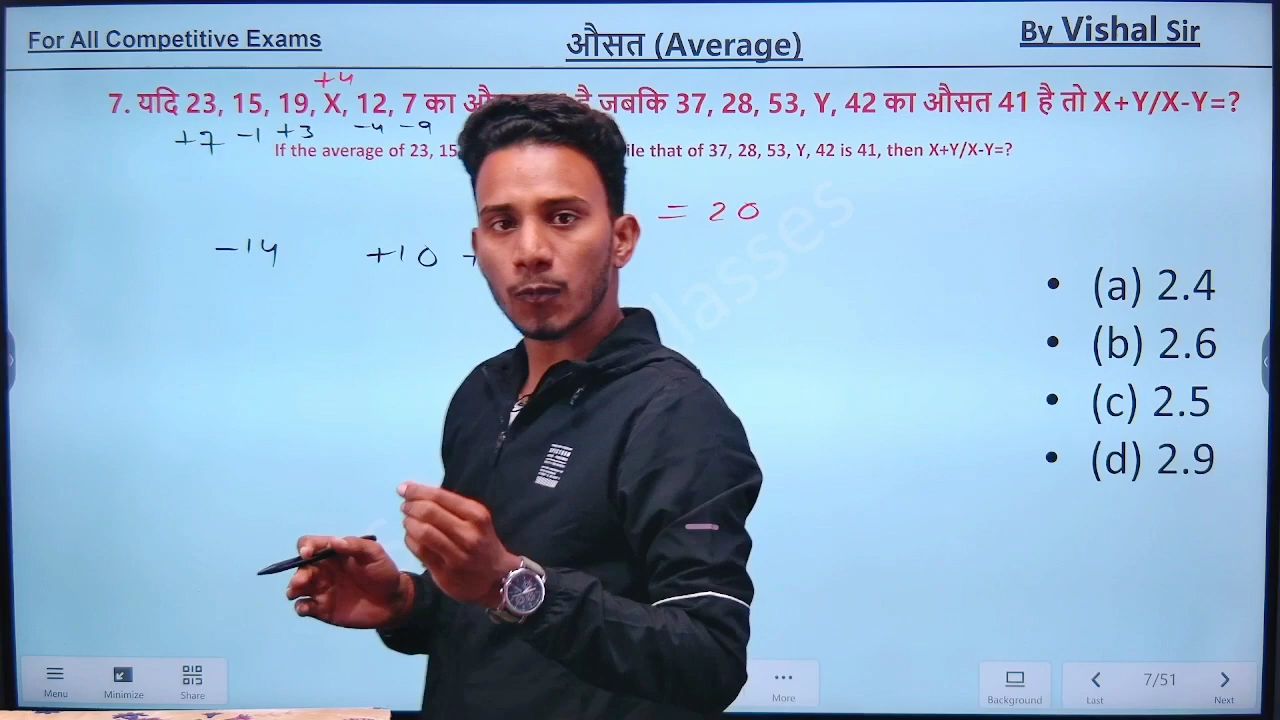 For All Competitive Exams
औसत (Average)
By Vishal Sir
+4
7. यदि 23, 15, 19, X, 12, 7 का है जबकि 37, 28, 53, Y, 42 का औसत 41 है तो X+Y/X-Y=?
+7 -1 +3 -4 -9
If the average of 23, 15 ile that of 37, 28, 53, Y, 42 is 41, then X+Y/X-Y=?
= 20
-14 +10
lasses
• (a) 2.4
• (b) 2.6
• (c) 2.5
• (d) 2.9
Menu
Minimize
Share
More
Background
Last
7/51
Next